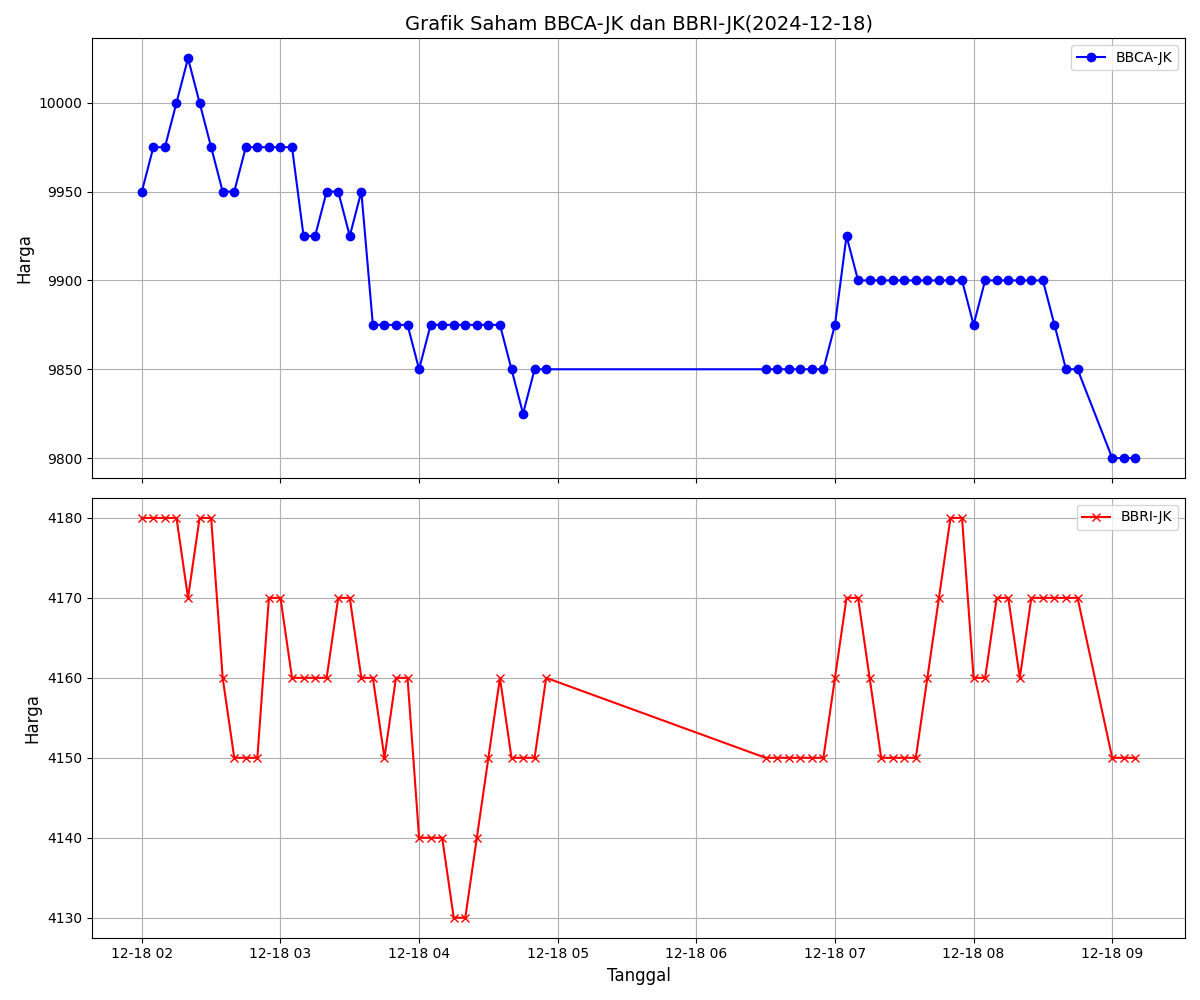 Grafik Saham BBCA-JK dan BBRI-JK(2024-12-18)
BBCA-JK
10000
9950
9900
9850
9800
Harga
BBRI-JK
4180
4170
4160
4150
4140
4130
Harga
12-18 02 12-18 03 12-18 04 12-18 05 12-18 06 12-18 07 12-18 08 12-18 09
Tanggal